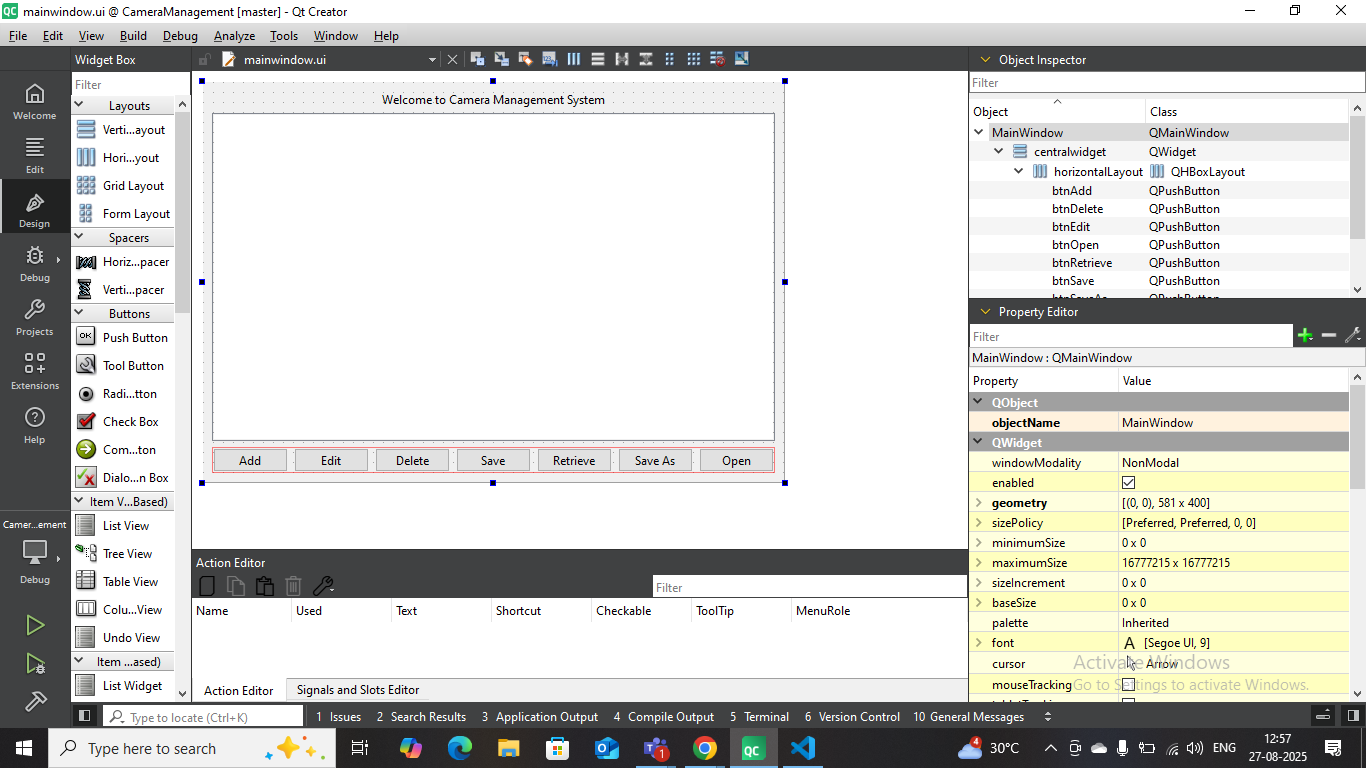 mainwindow.ui @ CameraManagement [master] - Qt Creator
File Edit View Build Debug Analyze Tools Window Help
Widget Box
mainwindow.ui
Object Inspector
Welcome
Edit
Design
Debug
Projects
Extensions
Help
Camer...ement
Debug
Filter
Layouts
Verti...ayout
Hori...yout
Grid Layout
Form Layout
Spacers
Horiz...pacer
Verti...pacer
Buttons
OK
Push Button
Tool Button
Radi...tton
Check Box
Com...ton
Dialo...n Box
Item V...Based)
List View
Tree View
Table View
Colu...View
Undo View
Item ...ased)
List Widget
Welcome to Camera Management System
Add Edit Delete Save Retrieve Save As Open
Action Editor
Filter
Name Used Text Shortcut Checkable ToolTip MenuRole
Action Editor Signals and Slots Editor
Filter
Object Class
MainWindow QMainWindow
centralwidget QWidget
horizontalLayout QHBoxLayout
btnAdd QPushButton
btnDelete QPushButton
btnEdit QPushButton
btnOpen QPushButton
btnRetrieve QPushButton
btnSave QPushButton
btnSaveAs QPushButton
Property Editor
Filter
MainWindow : QMainWindow
Property Value
QObject
objectName MainWindow
QWidget
windowModality NonModal
enabled
geometry [(0, 0), 581 x 400]
sizePolicy [Preferred, Preferred, 0, 0]
minimumSize 0 x 0
maximumSize 16777215 x 16777215
sizeIncrement 0 x 0
baseSize 0 x 0
palette Inherited
font A [Segoe UI, 9]
cursor Arrow
mouseTracking
Activate Windows
Go to Settings to activate Windows.
Type to locate (Ctrl+K)
1 Issues 2 Search Results 3 Application Output 4 Compile Output 5 Terminal 6 Version Control 10 General Messages
Type here to search
1
QC
30°C
ENG
12:57
27-08-2025